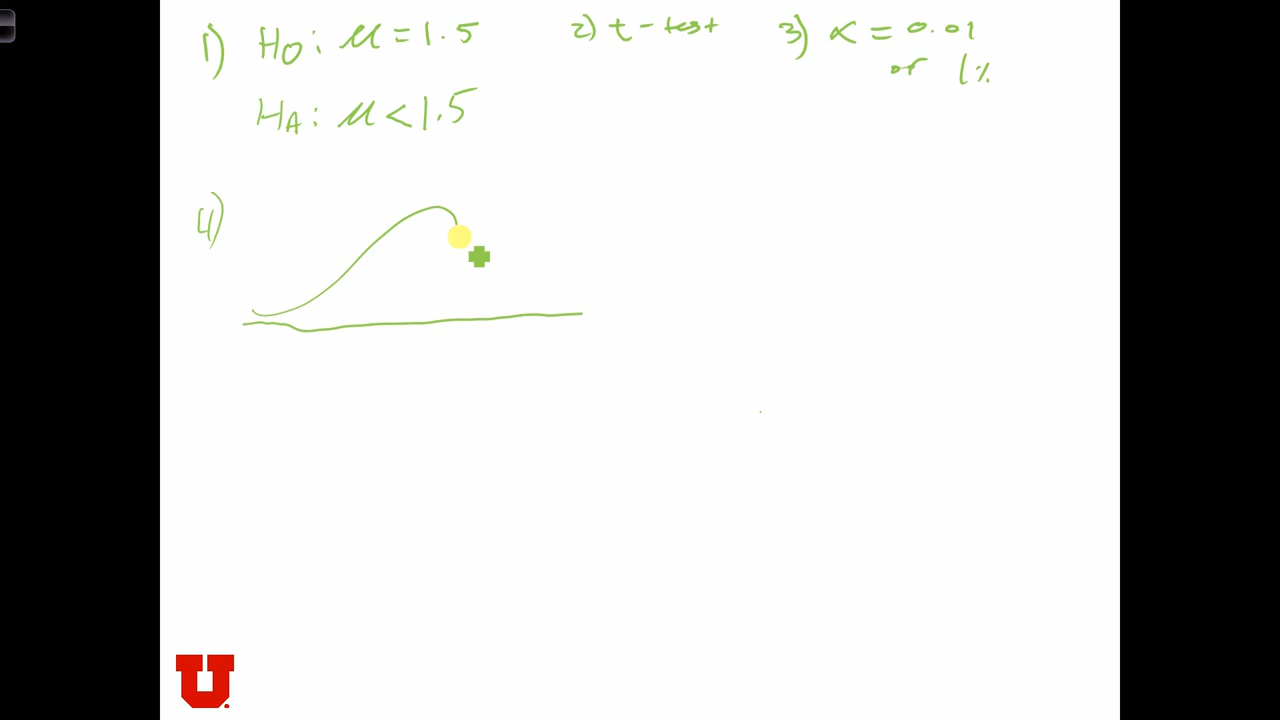 1) H0: μ = 1.5
HA: μ < 1.5
2) t-test
3) α = 0.01
or 1%
4)
U